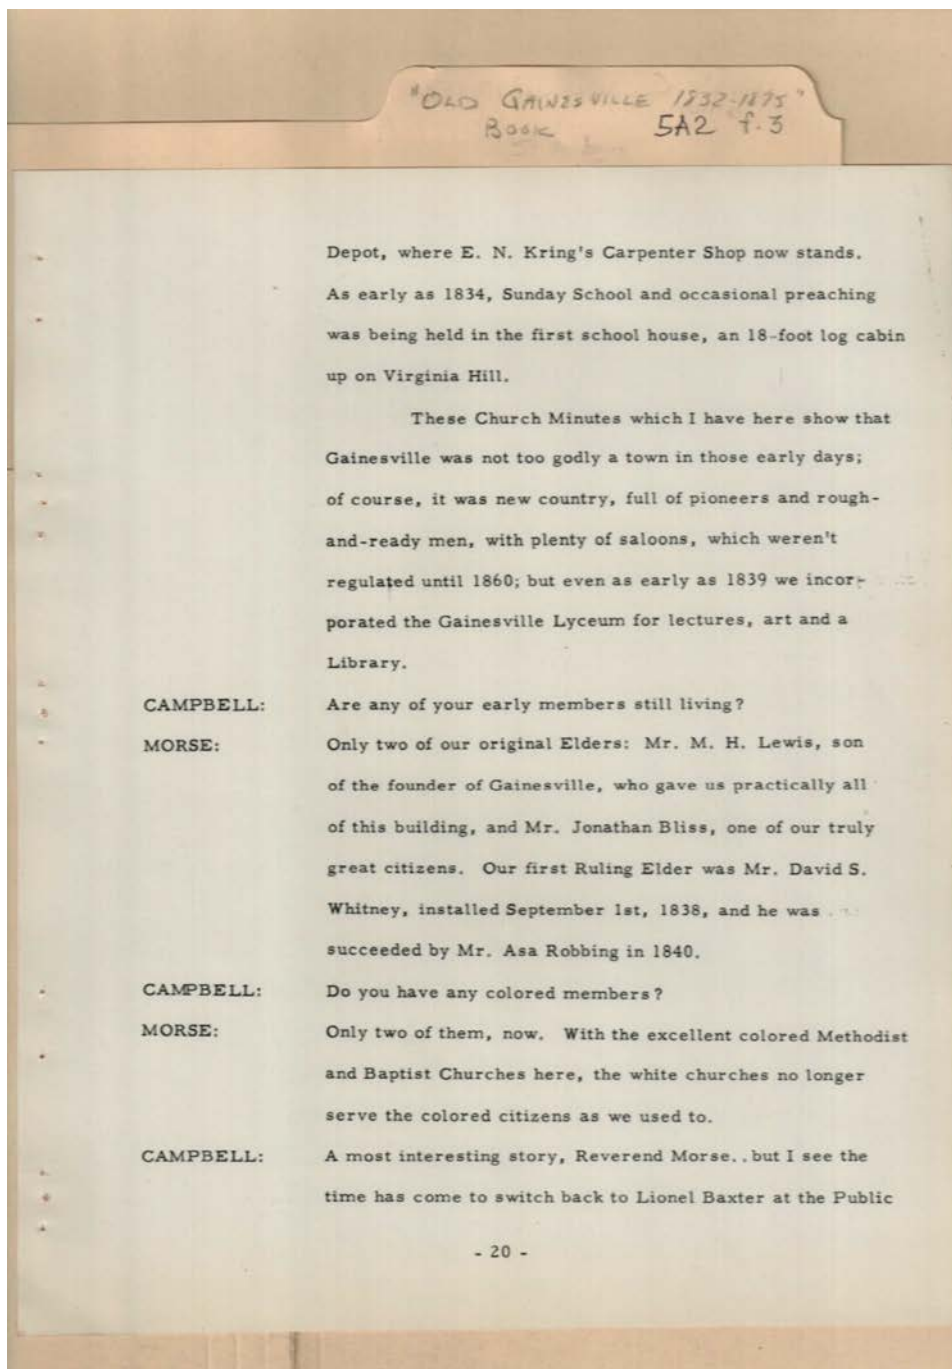 "OLD GAINESVILLE 1832-1875"
BOOK 5A2 f.3
Depot, where E. N. Kring's Carpenter Shop now stands.
As early as 1834, Sunday School and occasional preaching
was being held in the first school house, an 18-foot log cabin
up on Virginia Hill.
These Church Minutes which I have here show that
Gainesville was not too godly a town in those early days;
of course, it was new country, full of pioneers and rough-
and-ready men, with plenty of saloons, which weren't
regulated until 1860; but even as early as 1839 we incor-
porated the Gainesville Lyceum for lectures, art and a
Library.
CAMPBELL: Are any of your early members still living?
MORSE: Only two of our original Elders: Mr. M. H. Lewis, son
of the founder of Gainesville, who gave us practically all
of this building, and Mr. Jonathan Bliss, one of our truly
great citizens. Our first Ruling Elder was Mr. David S.
Whitney, installed September 1st, 1838, and he was
succeeded by Mr. Asa Robbing in 1840.
CAMPBELL: Do you have any colored members?
MORSE: Only two of them, now. With the excellent colored Methodist
and Baptist Churches here, the white churches no longer
serve the colored citizens as we used to.
CAMPBELL: A most interesting story, Reverend Morse..but I see the
time has come to switch back to Lionel Baxter at the Public
- 20 -